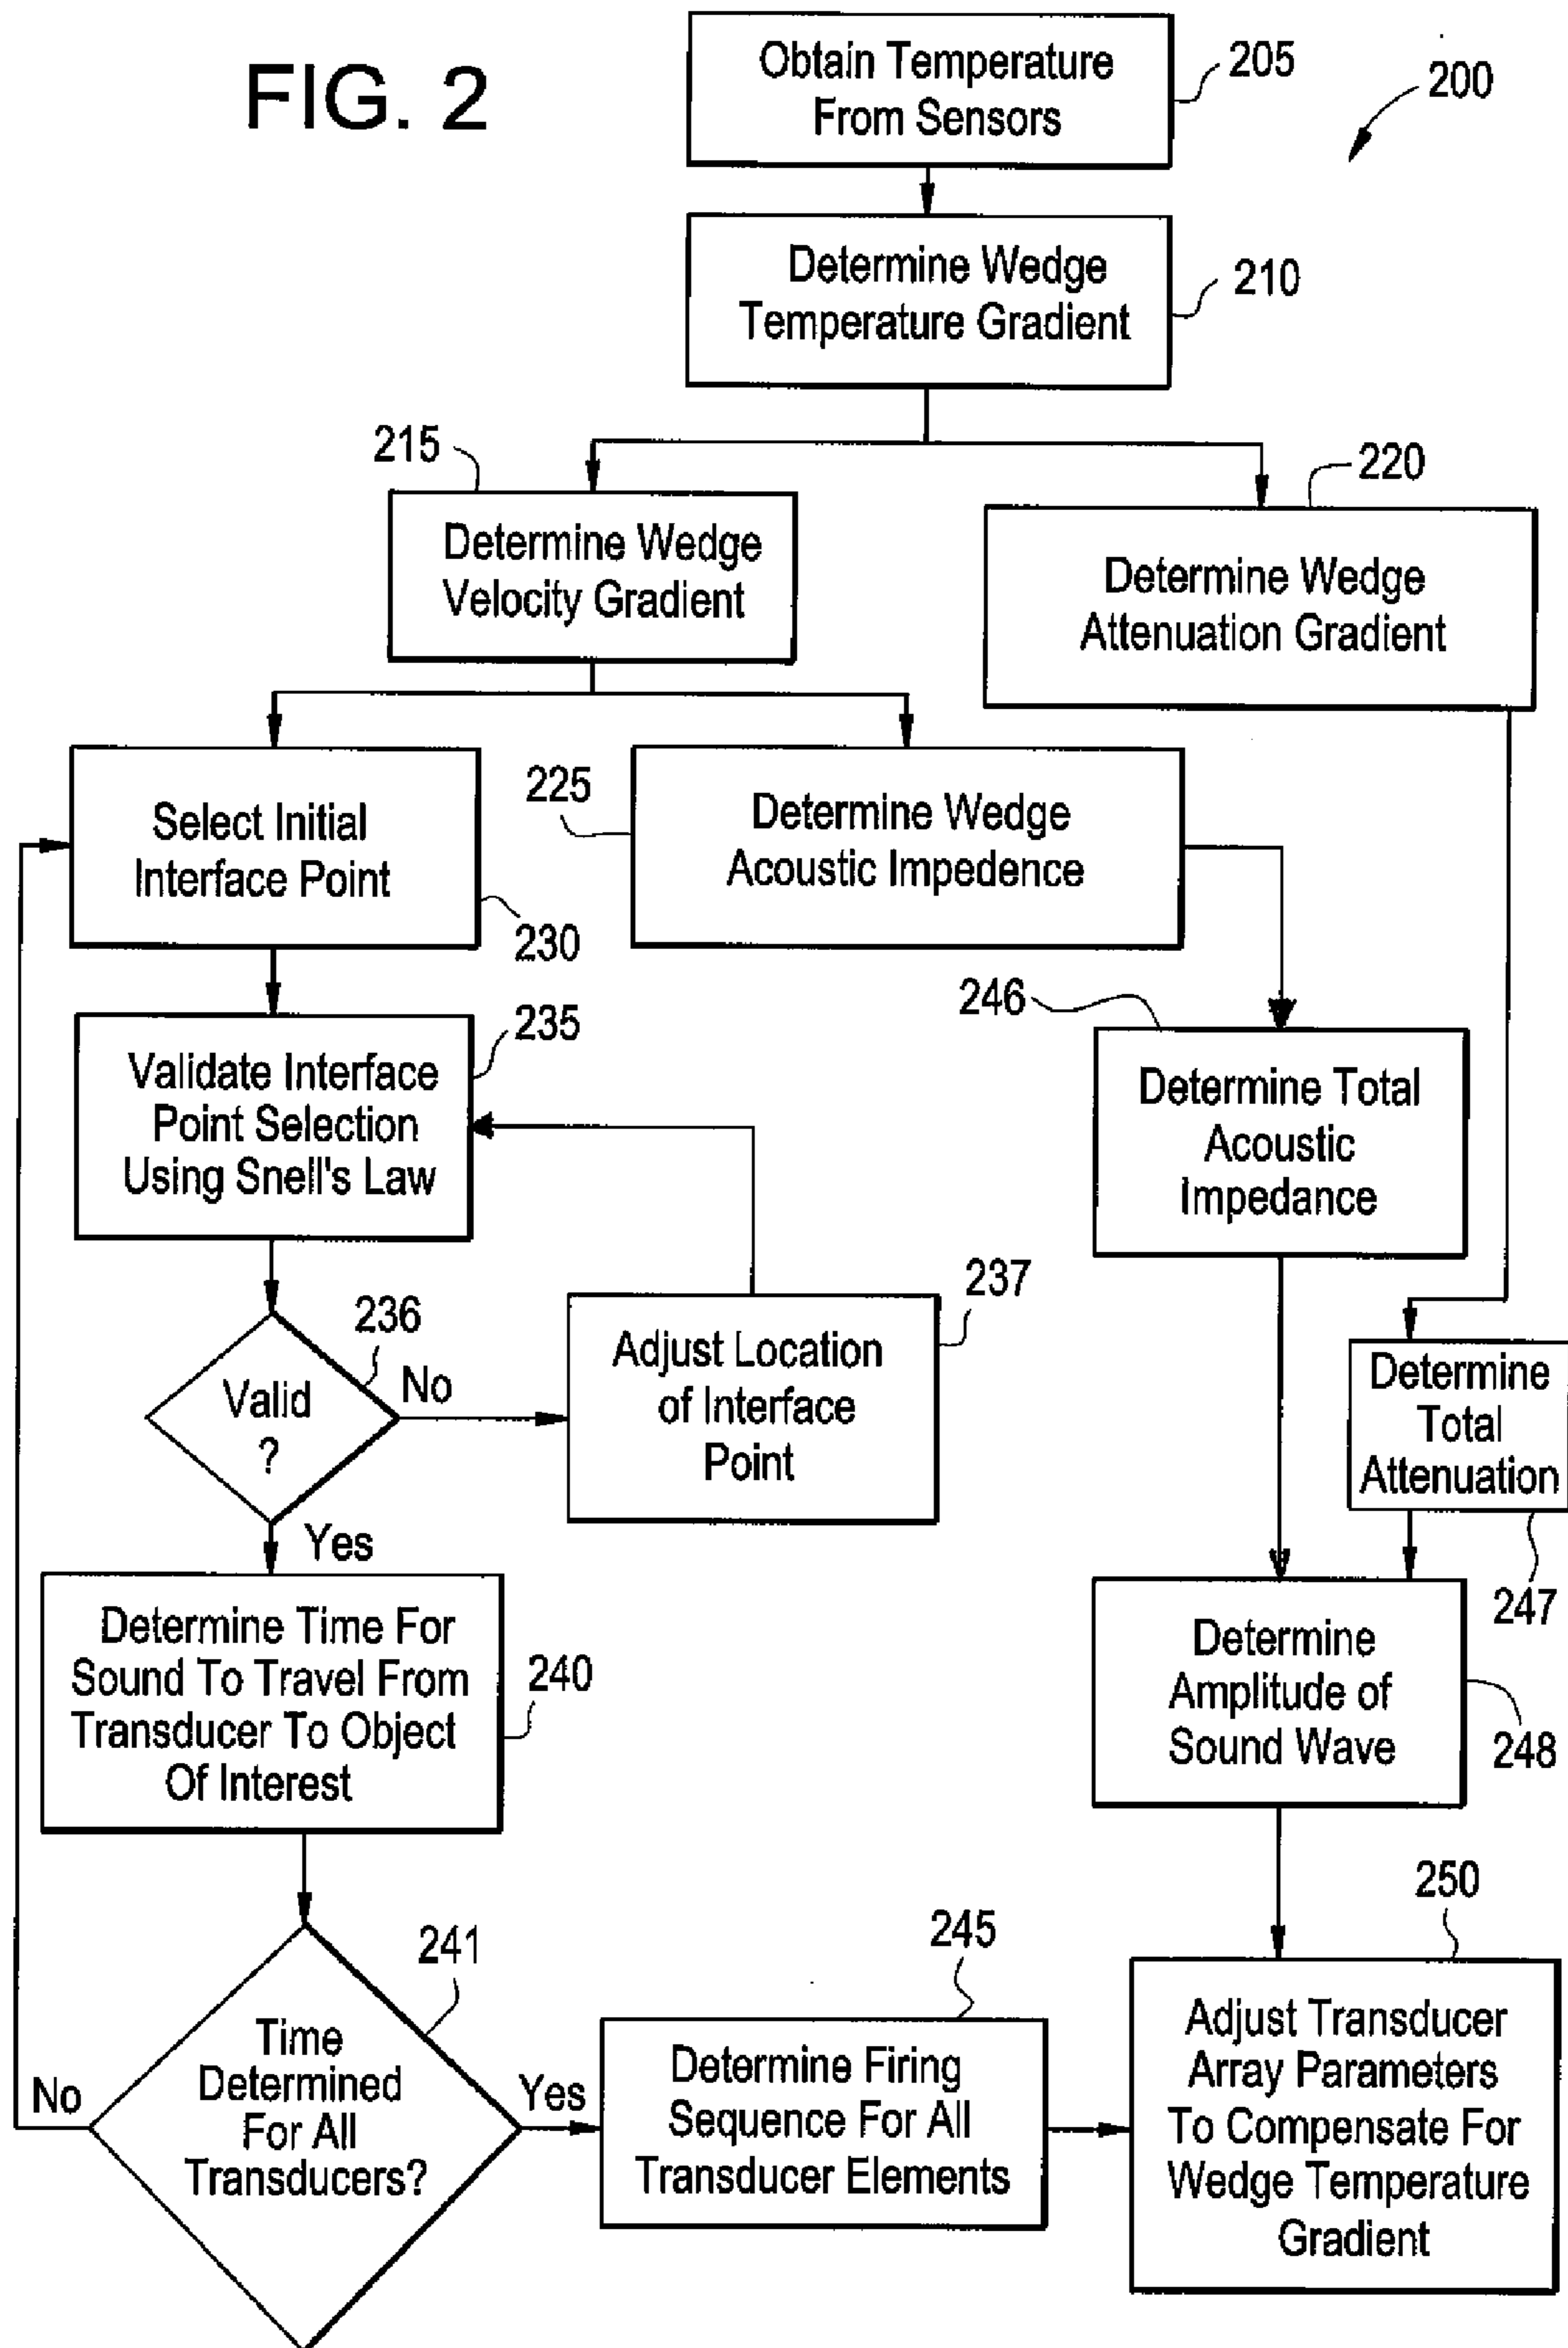 FIG. 2
Obtain Temperature
From Sensors
205
200
Determine Wedge
Temperature Gradient
210
215
Determine Wedge
Velocity Gradient
220
Determine Wedge
Attenuation Gradient
Select Initial
Interface Point
230
225
Determine Wedge
Acoustic Impedence
235
Validate Interface
Point Selection
Using Snell's Law
246
Determine Total
Acoustic
Impedance
236
Valid
?
No
Yes
237
Adjust Location
of Interface
Point
Determine
Total
Attenuation
247
Determine Time For
Sound To Travel From
Transducer To Object
Of Interest
240
Determine
Amplitude of
Sound Wave
248
241
Time
Determined
For All
Transducers?
No
Yes
245
Determine Firing
Sequence For All
Transducer Elements
250
Adjust Transducer
Array Parameters
To Compensate For
Wedge Temperature
Gradient